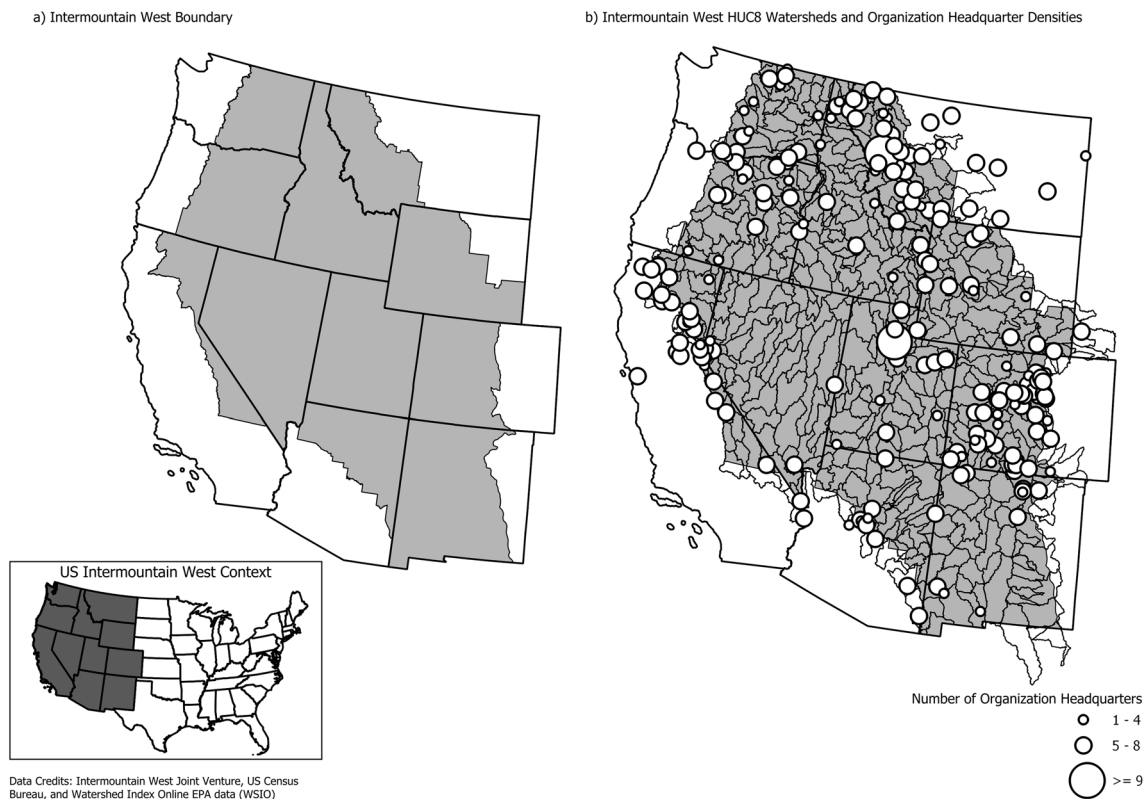 a) Intermountain West Boundary
b) Intermountain West HUC8 Watersheds and Organization Headquarter Densities
US Intermountain West Context
Number of Organization Headquarters
1 - 4
5 - 8
>= 9
Data Credits: Intermountain West Joint Venture, US Census
Bureau, and Watershed Index Online EPA data (WSIO)